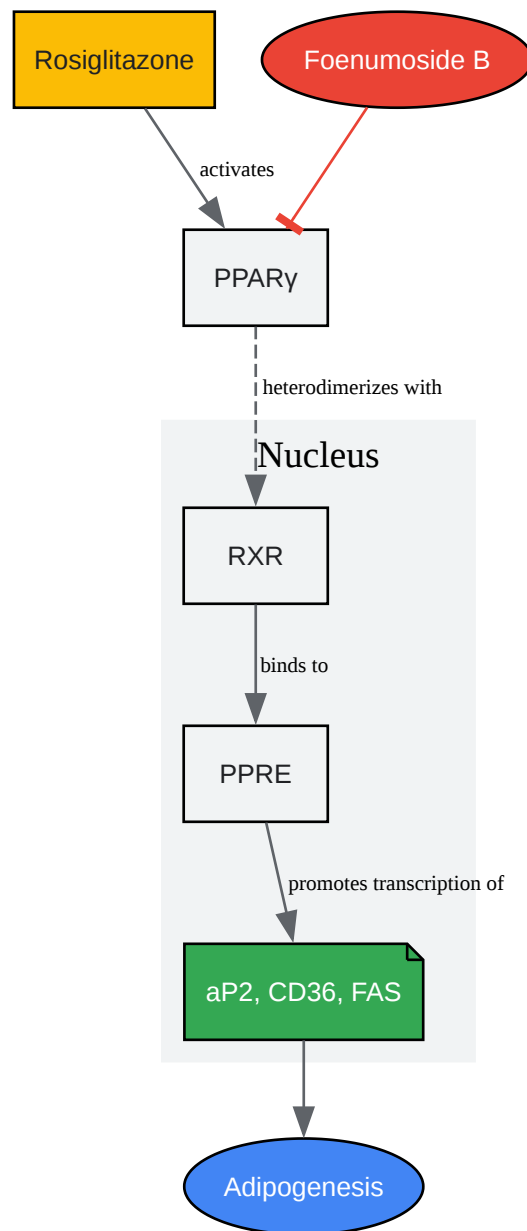 Rosiglitazone
Foenumoside B
activates
PPARγ
heterodimerizes with
Nucleus
RXR
binds to
PPRE
promotes transcription of
aP2, CD36, FAS
Adipogenesis